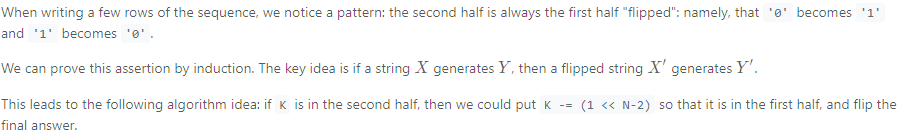 When writing a few rows of the sequence, we notice a pattern: the second half is always the first half "flipped": namely, that '0' becomes '1'
and '1' becomes '0'.
We can prove this assertion by induction. The key idea is if a string X generates Y, then a flipped string X′ generates Y′.
This leads to the following algorithm idea: if K is in the second half, then we could put K -= (1 << N-2) so that it is in the first half, and flip the
final answer.